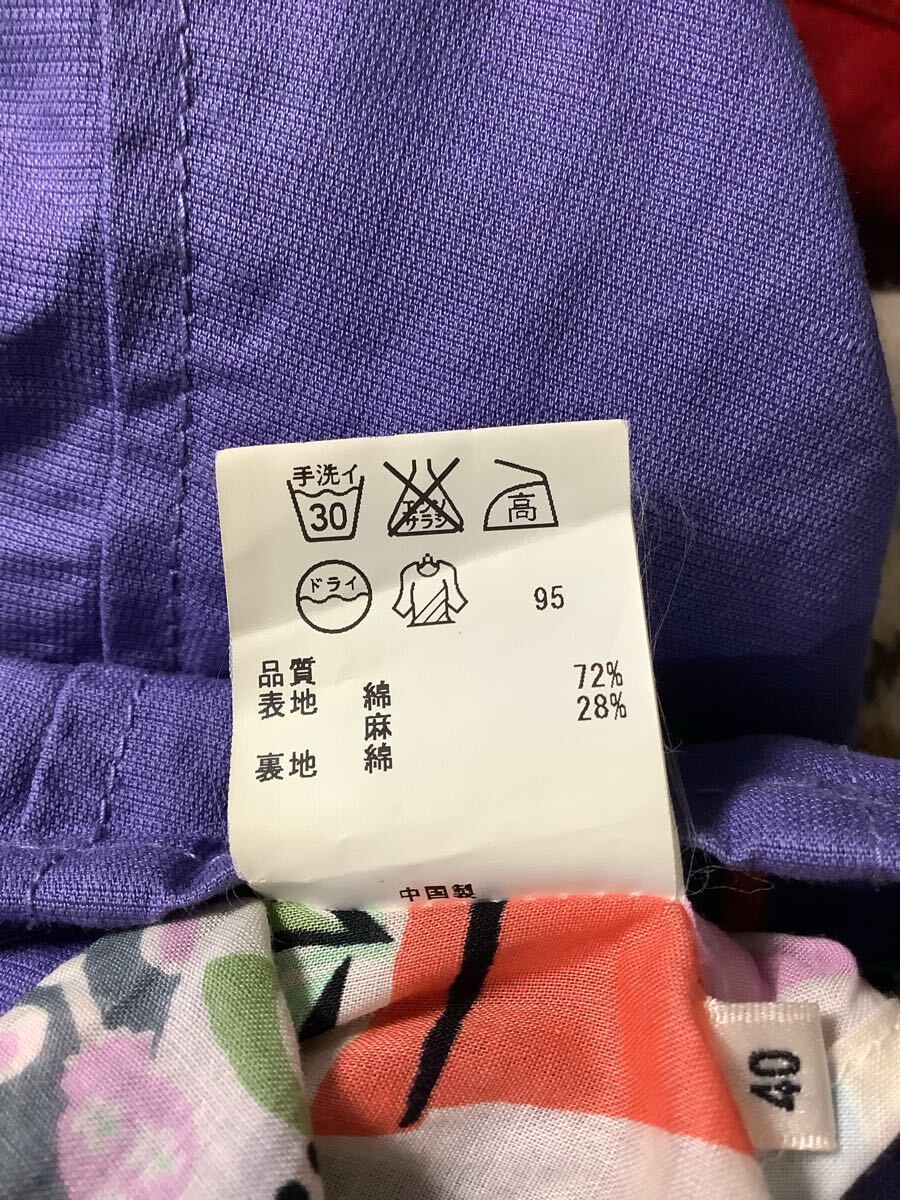 手洗イ
30
エンソ
サラシ
高
ドライ
95
品質
表地 綿 72%
麻 28%
裏地 綿
中国製
40